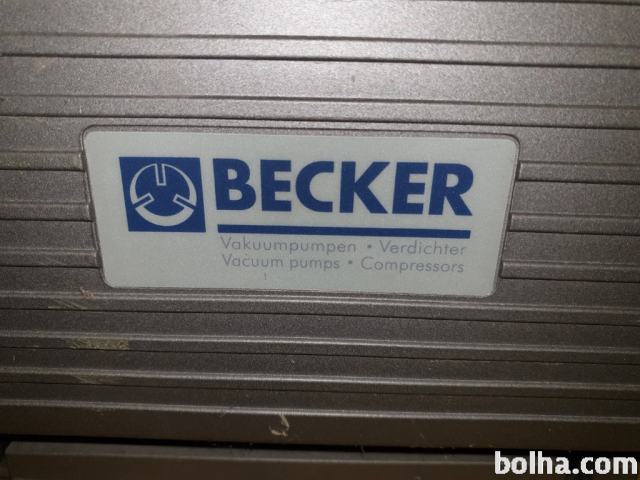 BECKER
Vakuumpumpen • Verdichter
Vacuum pumps • Compressors
bolha.com